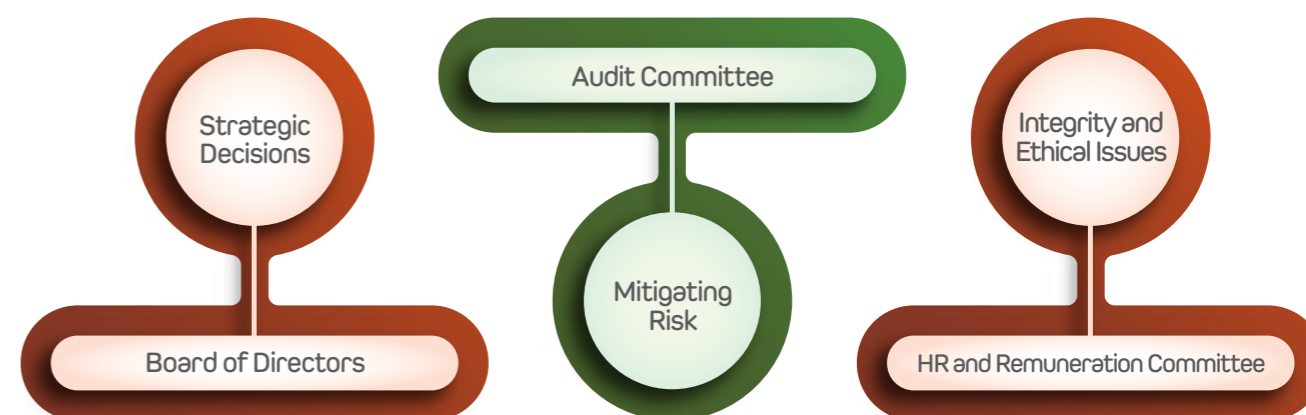 Strategic
Decisions
Board of Directors
Audit Committee
Mitigating
Risk
Integrity and
Ethical Issues
HR and Remuneration Committee